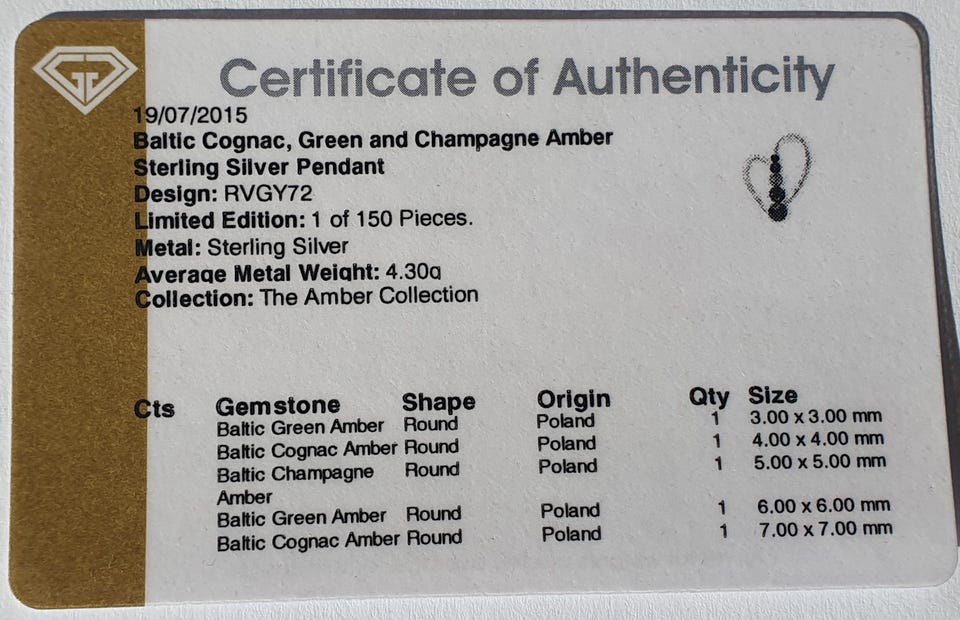 Certificate of Authenticity
19/07/2015
Baltic Cognac, Green and Champagne Amber
Sterling Silver Pendant
Design: RVGY72
Limited Edition: 1 of 150 Pieces.
Metal: Sterling Silver
Average Metal Weight: 4.30g
Collection: The Amber Collection
Cts Gemstone Shape Origin Qty Size
Baltic Green Amber Round Poland 1 3.00 x 3.00 mm
Baltic Cognac Amber Round Poland 1 4.00 x 4.00 mm
Baltic Champagne Round Poland 1 5.00 x 5.00 mm
Amber
Baltic Green Amber Round Poland 1 6.00 x 6.00 mm
Baltic Cognac Amber Round Poland 1 7.00 x 7.00 mm